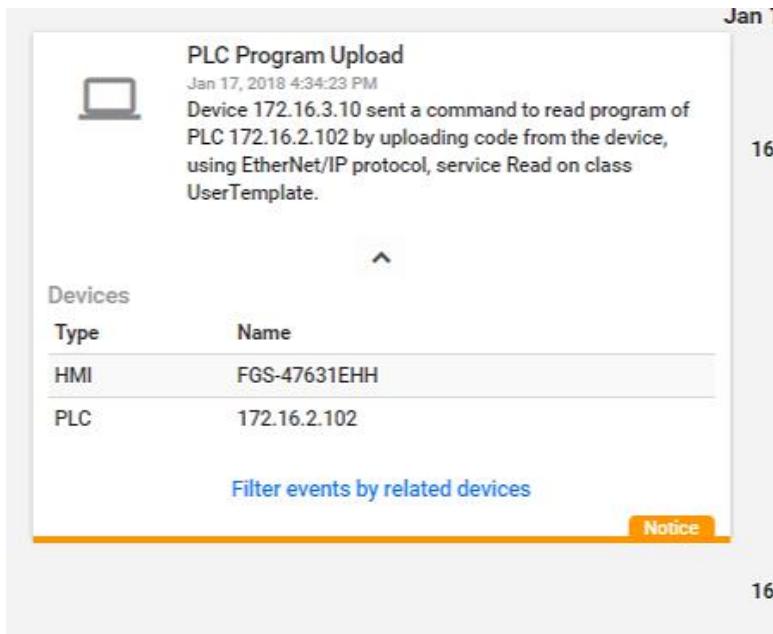 Jan 1
PLC Program Upload
Jan 17, 2018 4:34:23 PM
Device 172.16.3.10 sent a command to read program of
PLC 172.16.2.102 by uploading code from the device,
using EtherNet/IP protocol, service Read on class
UserTemplate.
16
Devices
Type Name
HMI FGS-47631EHH
PLC 172.16.2.102
Filter events by related devices
Notice
16